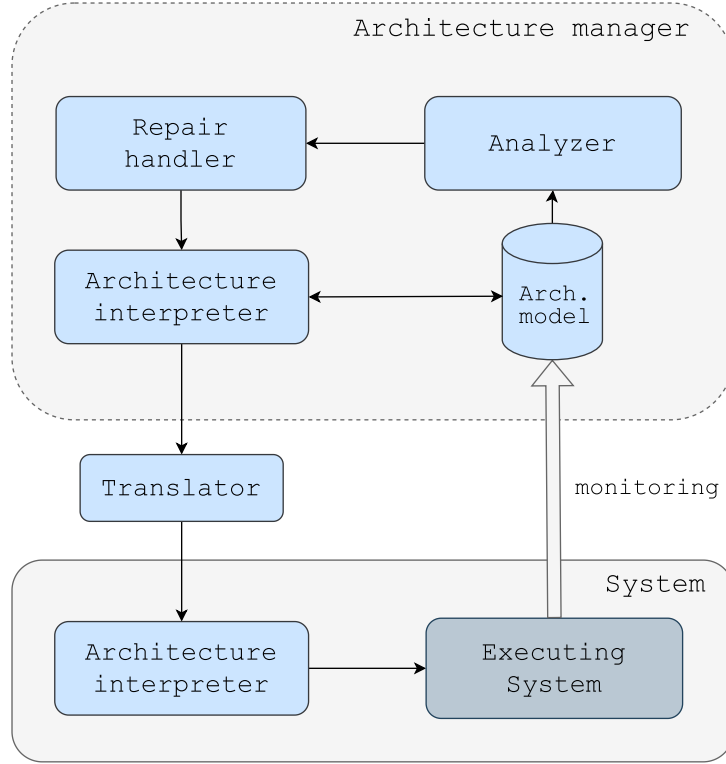 Architecture manager
Repair
handler
Analyzer
Architecture
interpreter
Arch.
model
Translator
monitoring
System
Architecture
interpreter
Executing
System